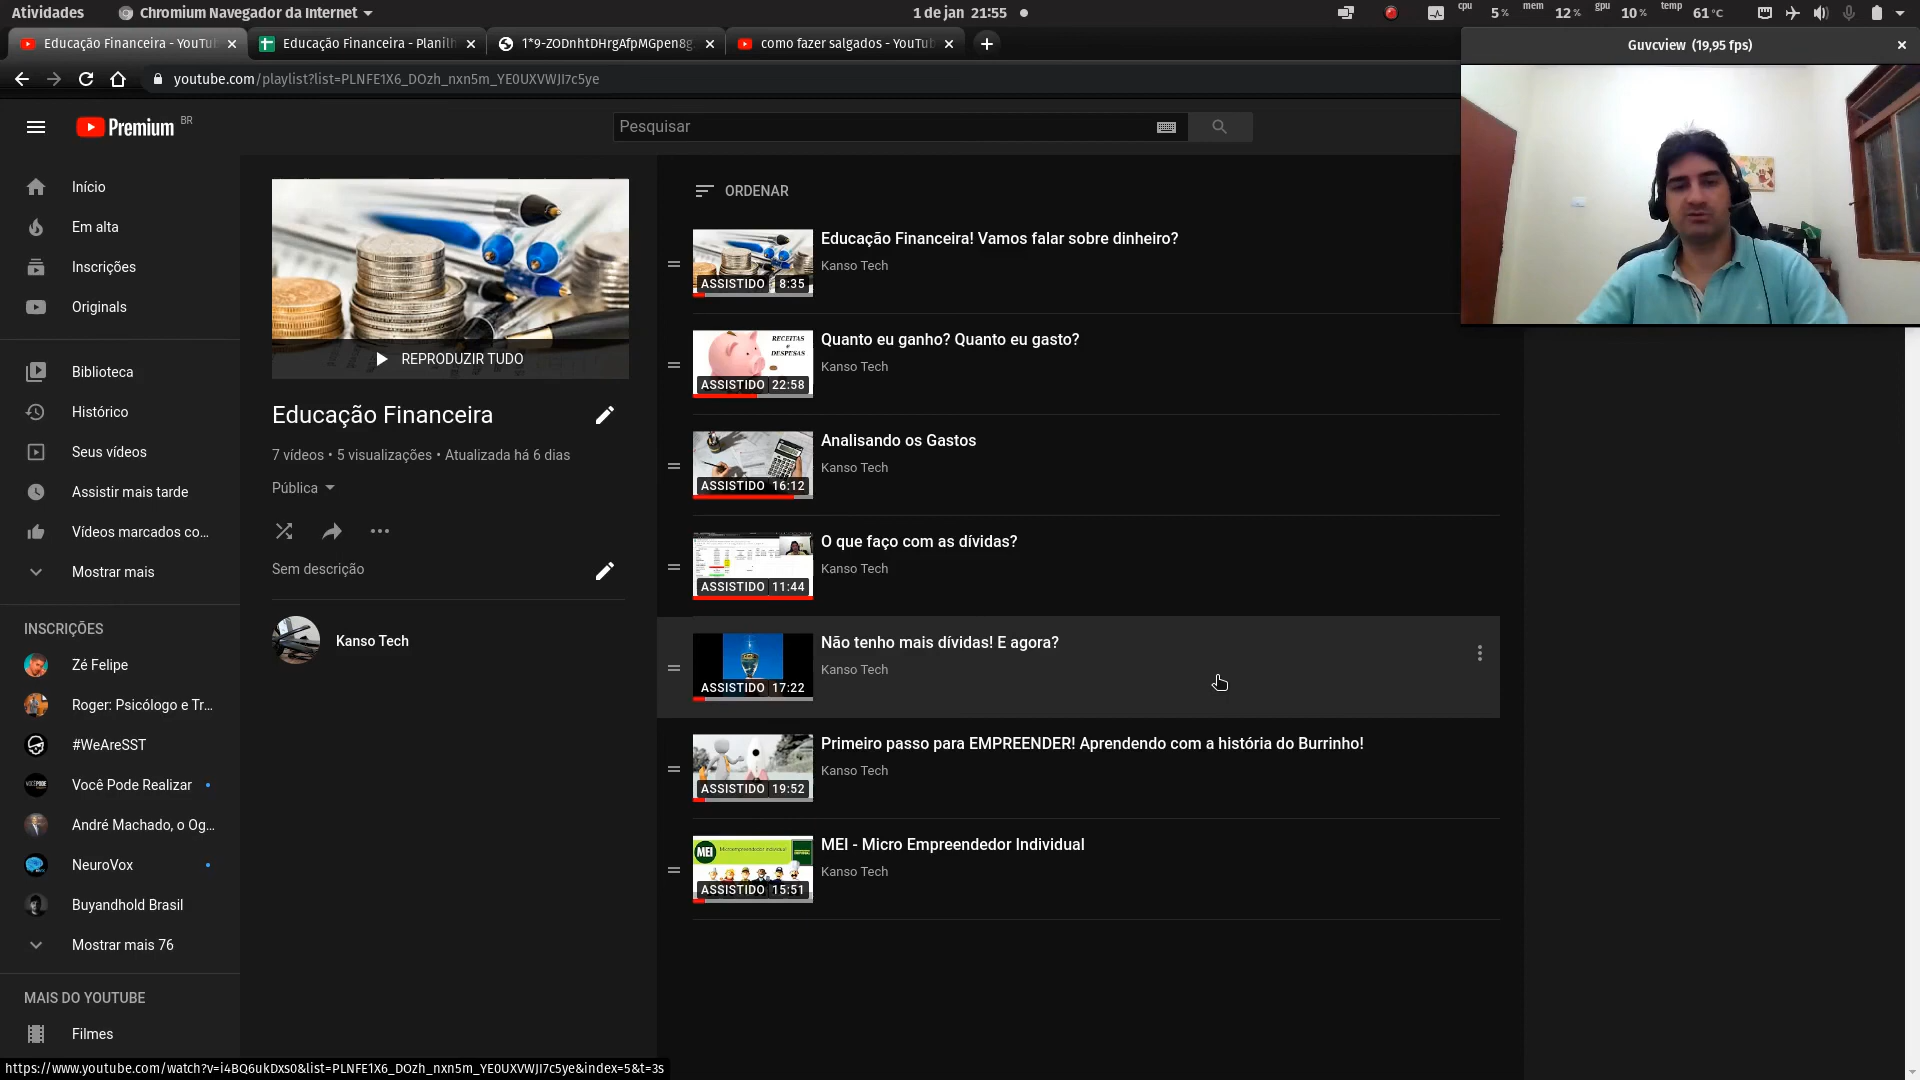 Atividades
Chromium Navegador da Internet
1 de jan 21:55
cpu 5 %
mem 12 %
gpu 10 %
temp 61 °C
Educação Financeira - YouTub
Educação Financeira - Planilh
1*9-ZODnhtDHrgAfpMGpen8g
como fazer salgados - YouTub
Guvcview (19,95 fps)
youtube.com/playlist?list=PLNFE1X6_DOzh_nxn5m_YE0UXVWJI7c5ye
Premium BR
Pesquisar
Início
Em alta
Inscrições
Originals
Biblioteca
Histórico
Seus vídeos
Assistir mais tarde
Vídeos marcados co...
Mostrar mais
INSCRIÇÕES
Zé Felipe
Roger: Psicólogo e Tr...
#WeAreSST
Você Pode Realizar
André Machado, o Og...
NeuroVox
Buyandhold Brasil
Mostrar mais 76
MAIS DO YOUTUBE
Filmes
REPRODUZIR TUDO
Educação Financeira
7 vídeos • 5 visualizações • Atualizada há 6 dias
Pública
Sem descrição
Kanso Tech
ORDENAR
Educação Financeira! Vamos falar sobre dinheiro?
Kanso Tech
ASSISTIDO 8:35
Quanto eu ganho? Quanto eu gasto?
Kanso Tech
RECEITAS
e
DESPESAS
ASSISTIDO 22:58
Analisando os Gastos
Kanso Tech
ASSISTIDO 16:12
O que faço com as dívidas?
Kanso Tech
ASSISTIDO 11:44
Não tenho mais dívidas! E agora?
Kanso Tech
ASSISTIDO 17:22
Primeiro passo para EMPREENDER! Aprendendo com a história do Burrinho!
Kanso Tech
ASSISTIDO 19:52
MEI - Micro Empreendedor Individual
Kanso Tech
MEI
Microempreendedor Individual
ASSISTIDO 15:51
https://www.youtube.com/watch?v=i4BQ6ukDxs0&list=PLNFE1X6_DOzh_nxn5m_YE0UXVWJI7c5ye&index=5&t=3s